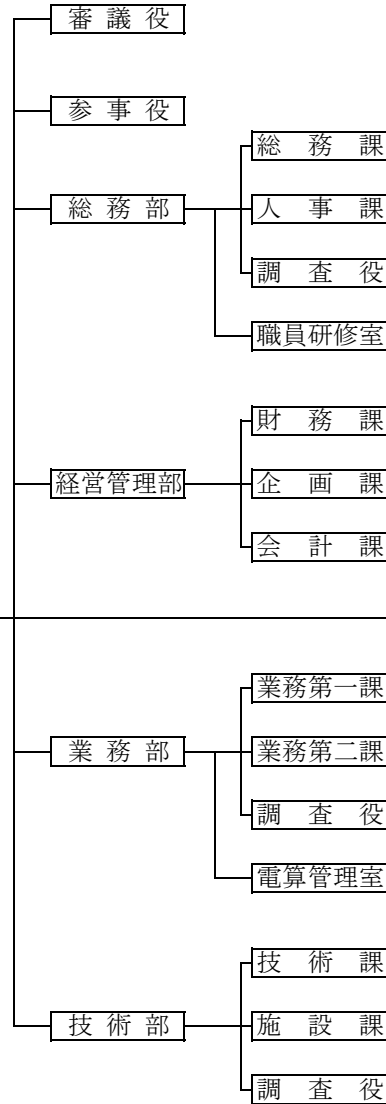 審議役
参事役
総務部
総務課
人事課
調査役
職員研修室
経営管理部
財務課
企画課
会計課
業務部
業務第一課
業務第二課
調査役
電算管理室
技術部
技術課
施設課
調査役